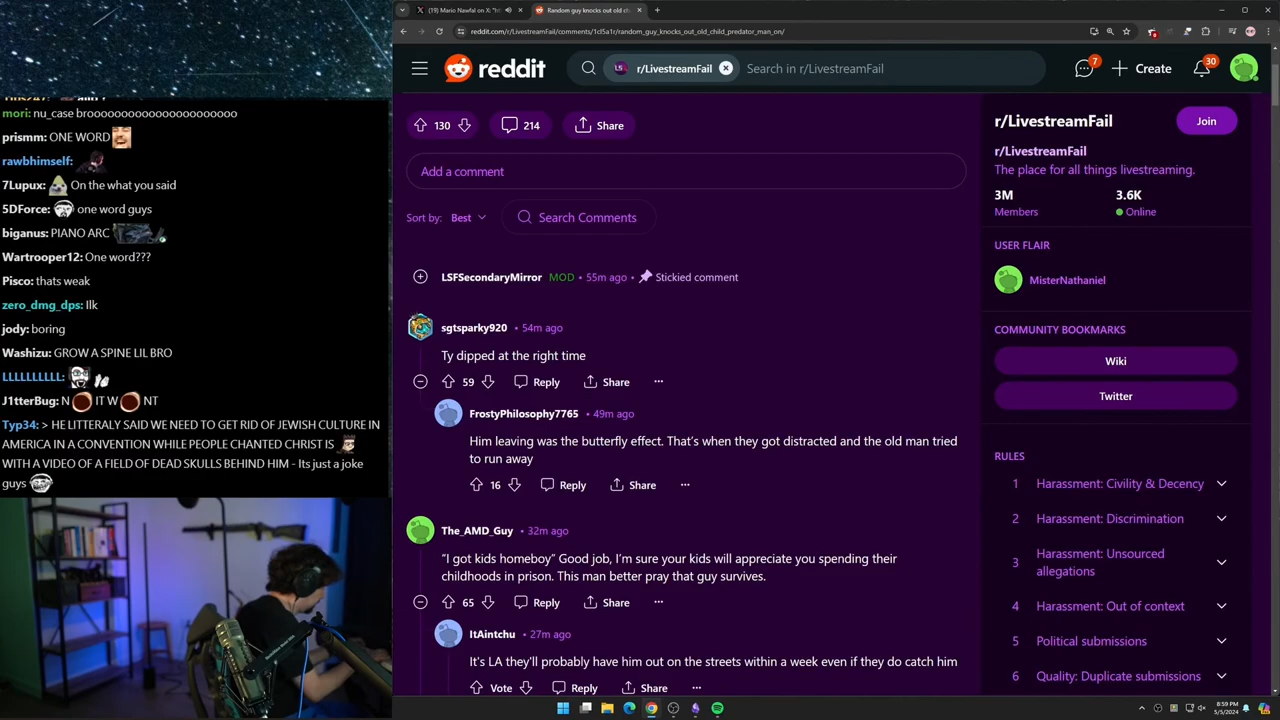 (19) Mario Nawfal on X: "ht
Random guy knocks out old chi
reddit.com/r/LivestreamFail/comments/1cl5a1r/random_guy_knocks_out_old_child_predator_man_on/
reddit
r/LivestreamFail
Search in r/LivestreamFail
7
Create
30
mori: nu_case brooooooooooooooooooooo
prismm: ONE WORD
rawbhimself:
7Lupux: On the what you said
5DForce: one word guys
biganus: PIANO ARC
Wartrooper12: One word???
Pisco: thats weak
zero_dmg_dps: Ilk
jody: boring
Washizu: GROW A SPINE LIL BRO
LLLLLLLLLL:
J1tterBug: N IT W NT
Typ34: > HE LITTERALY SAID WE NEED TO GET RID OF JEWISH CULTURE IN
AMERICA IN A CONVENTION WHILE PEOPLE CHANTED CHRIST IS
WITH A VIDEO OF A FIELD OF DEAD SKULLS BEHIND HIM - Its just a joke
guys
130
214
Share
Add a comment
Sort by: Best
Search Comments
LSFSecondaryMirror MOD • 55m ago • Stickied comment
sgtsparky920 • 54m ago
Ty dipped at the right time
59 Reply Share
FrostyPhilosophy7765 • 49m ago
Him leaving was the butterfly effect. That's when they got distracted and the old man tried
to run away
16 Reply Share
The_AMD_Guy • 32m ago
“I got kids homeboy” Good job, I'm sure your kids will appreciate you spending their
childhoods in prison. This man better pray that guy survives.
65 Reply Share
ItAintchu • 27m ago
It's LA they'll probably have him out on the streets within a week even if they do catch him
Vote Reply Share
r/LivestreamFail
Join
r/LivestreamFail
The place for all things livestreaming.
3M
3.6K
Members
Online
USER FLAIR
MisterNathaniel
COMMUNITY BOOKMARKS
Wiki
Twitter
RULES
1 Harassment: Civility & Decency
2 Harassment: Discrimination
3 Harassment: Unsourced
allegations
4 Harassment: Out of context
5 Political submissions
6 Quality: Duplicate submissions
8:59 PM
5/5/2024